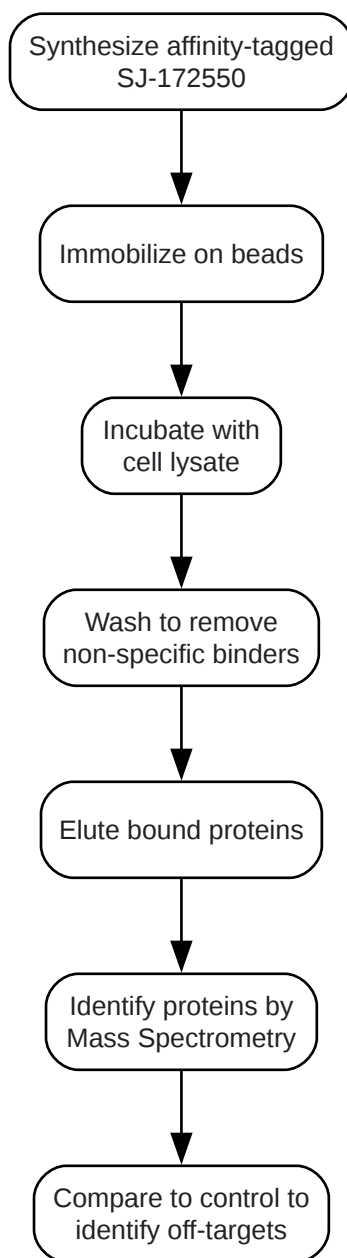 Synthesize affinity-tagged
SJ-172550
Immobilize on beads
Incubate with
cell lysate
Wash to remove
non-specific binders
Elute bound proteins
Identify proteins by
Mass Spectrometry
Compare to control to
identify off-targets